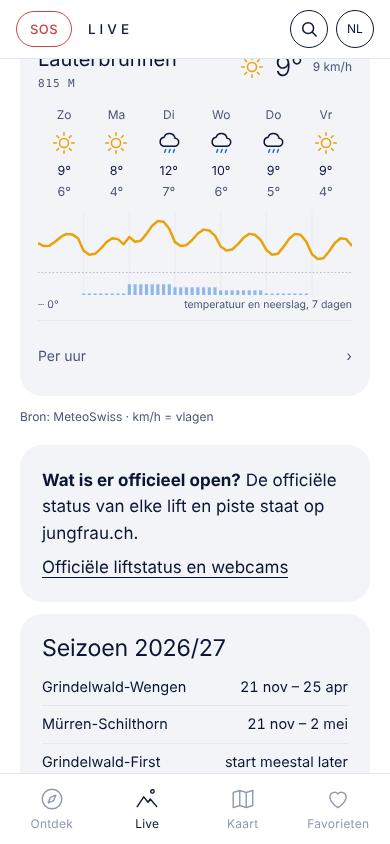 SOS
LIVE
NL
Lauterbrunnen
9°
9 km/h
815 M
Zo Ma Di Wo Do Vr
9° 8° 12° 10° 9° 9°
6° 4° 7° 6° 5° 4°
– 0°
temperatuur en neerslag, 7 dagen
Per uur ›
Bron: MeteoSwiss · km/h = vlagen
Wat is er officieel open? De officiële
status van elke lift en piste staat op
jungfrau.ch.
Officiële liftstatus en webcams
Seizoen 2026/27
Grindelwald-Wengen 21 nov – 25 apr
Mürren-Schilthorn 21 nov – 2 mei
Grindelwald-First start meestal later
Ontdek Live Kaart Favorieten